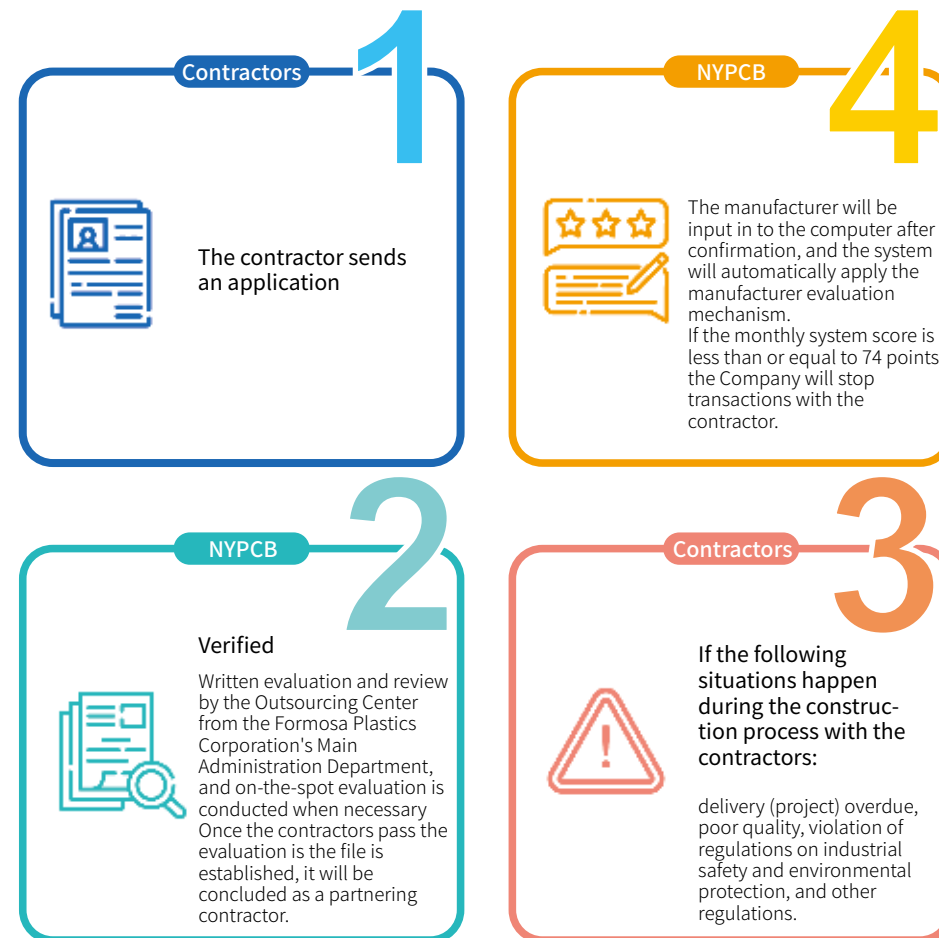 Contractors
1
The contractor sends
an application
NYPCB
2
Verified
Written evaluation and review
by the Outsourcing Center
from the Formosa Plastics
Corporation's Main
Administration Department,
and on-the-spot evaluation is
conducted when necessary
Once the contractors pass the
evaluation is the file is
established, it will be
concluded as a partnering
contractor.
Contractors
3
If the following
situations happen
during the construc-
tion process with the
contractors:
delivery (project) overdue,
poor quality, violation of
regulations on industrial
safety and environmental
protection, and other
regulations.
NYPCB
4
The manufacturer will be
input in to the computer after
confirmation, and the system
will automatically apply the
manufacturer evaluation
mechanism.
If the monthly system score is
less than or equal to 74 points
the Company will stop
transactions with the
contractor.